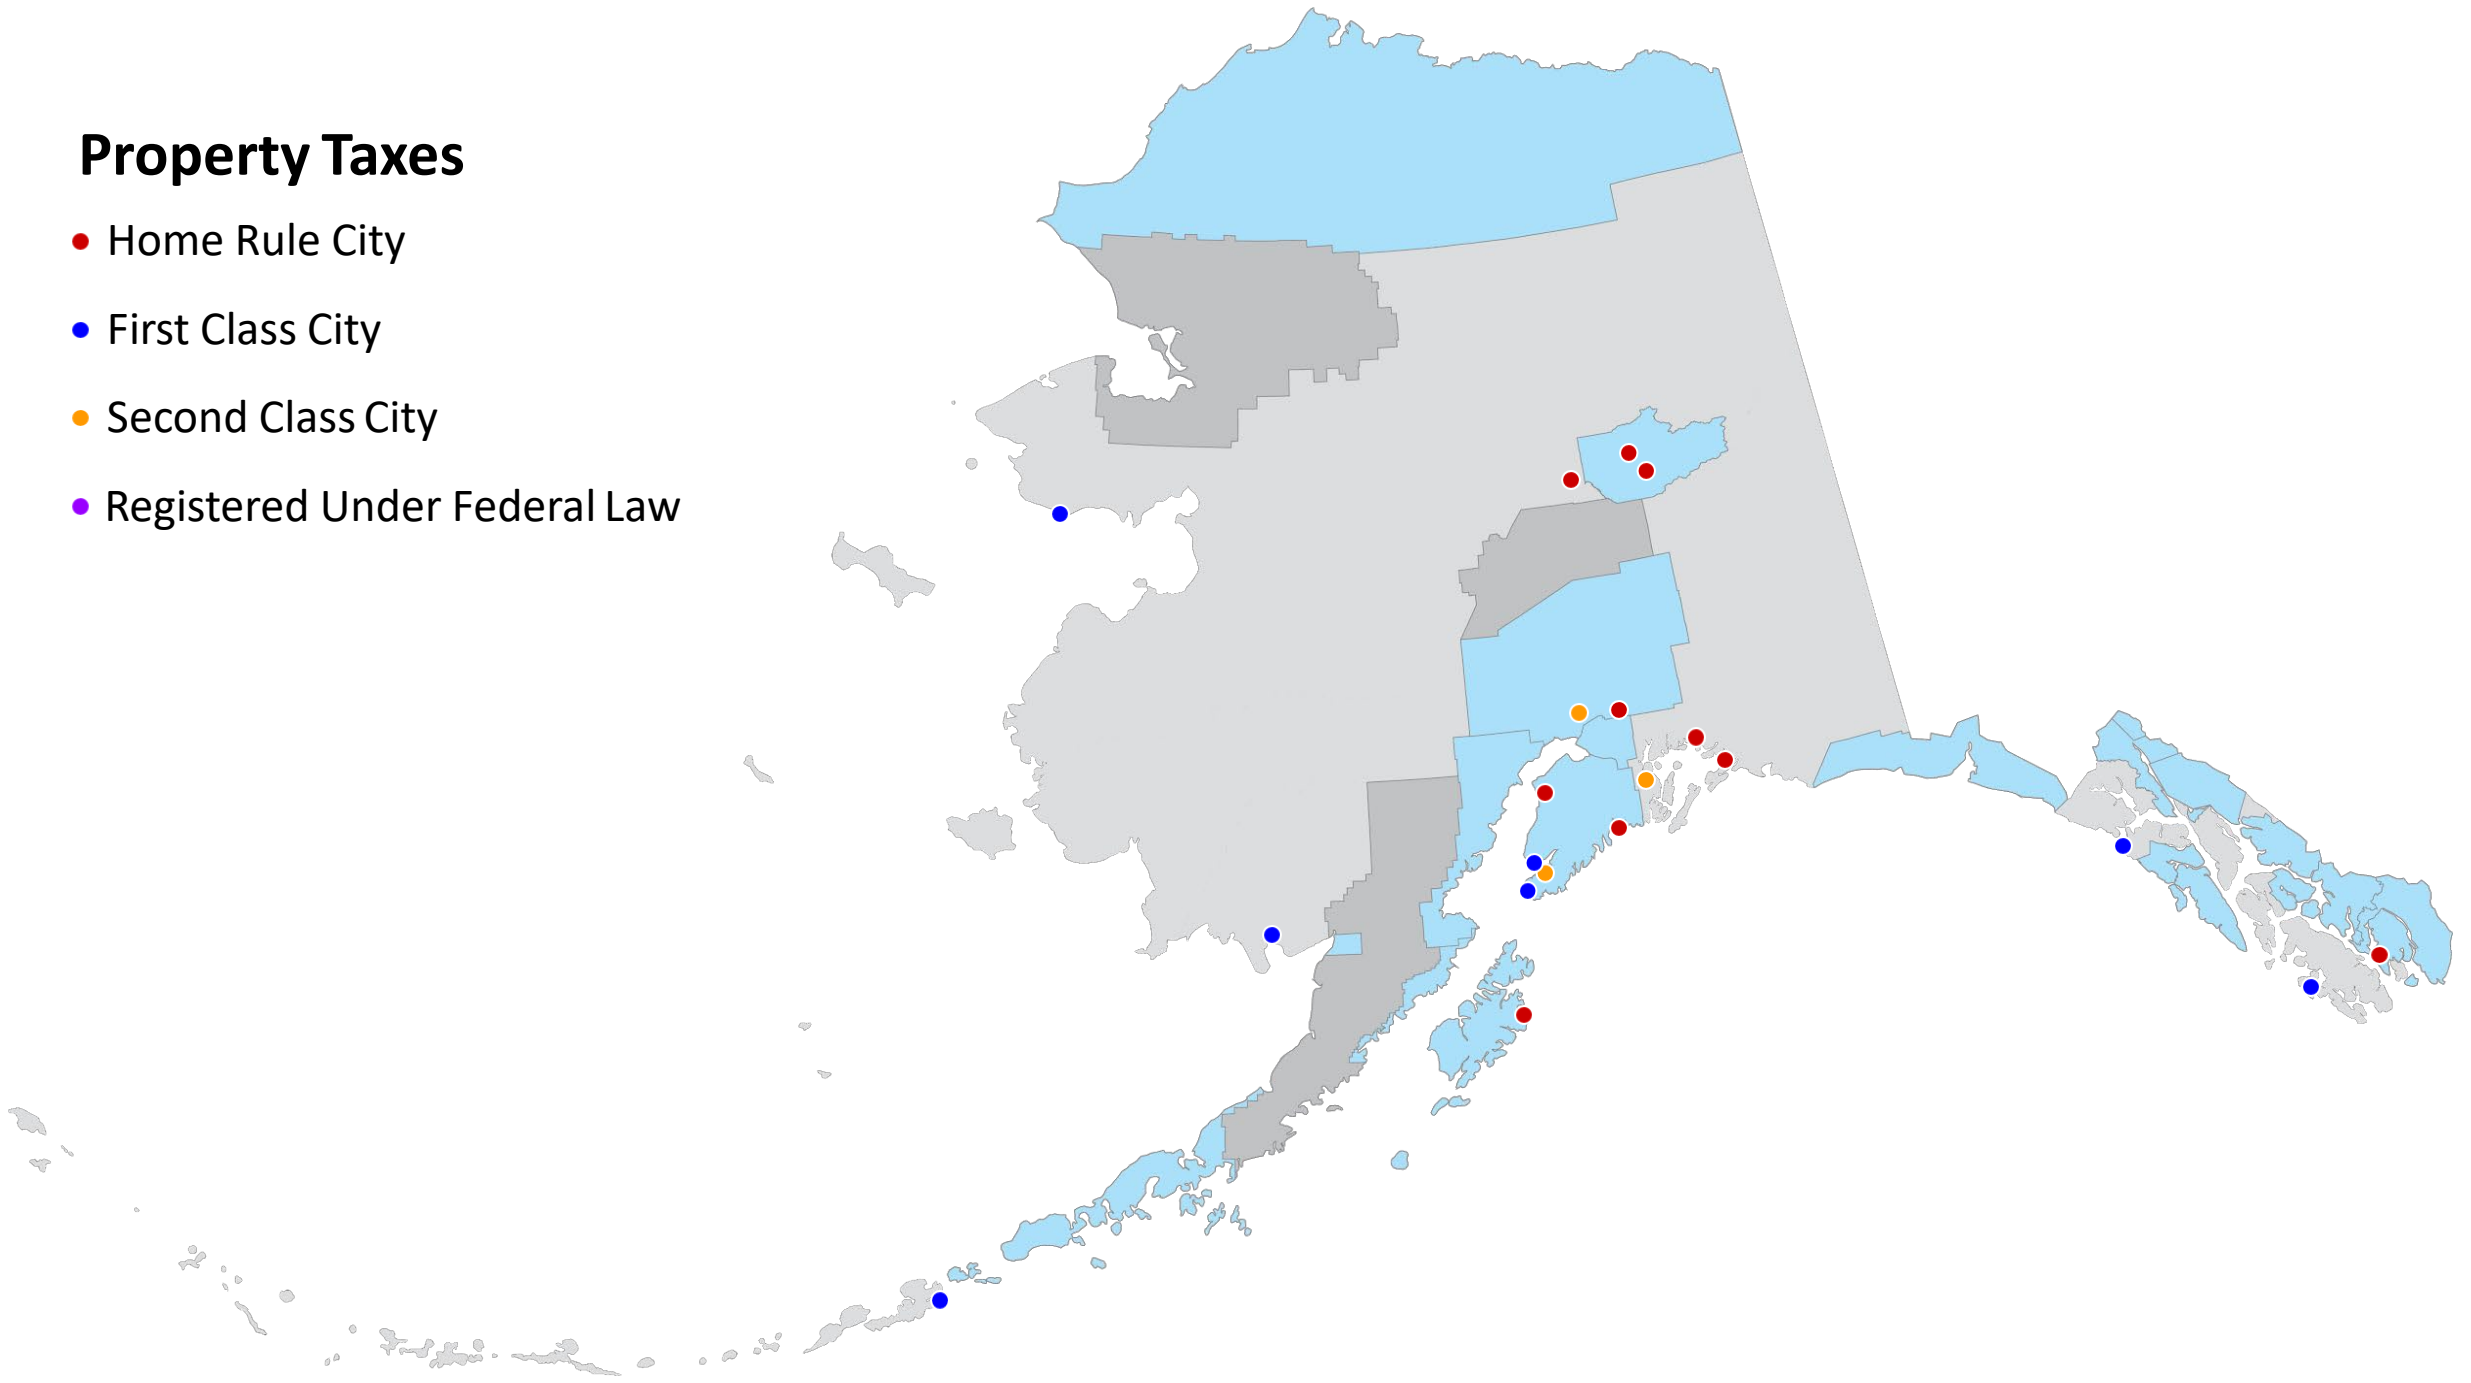 Property Taxes
Home Rule City
First Class City
Second Class City
Registered Under Federal Law